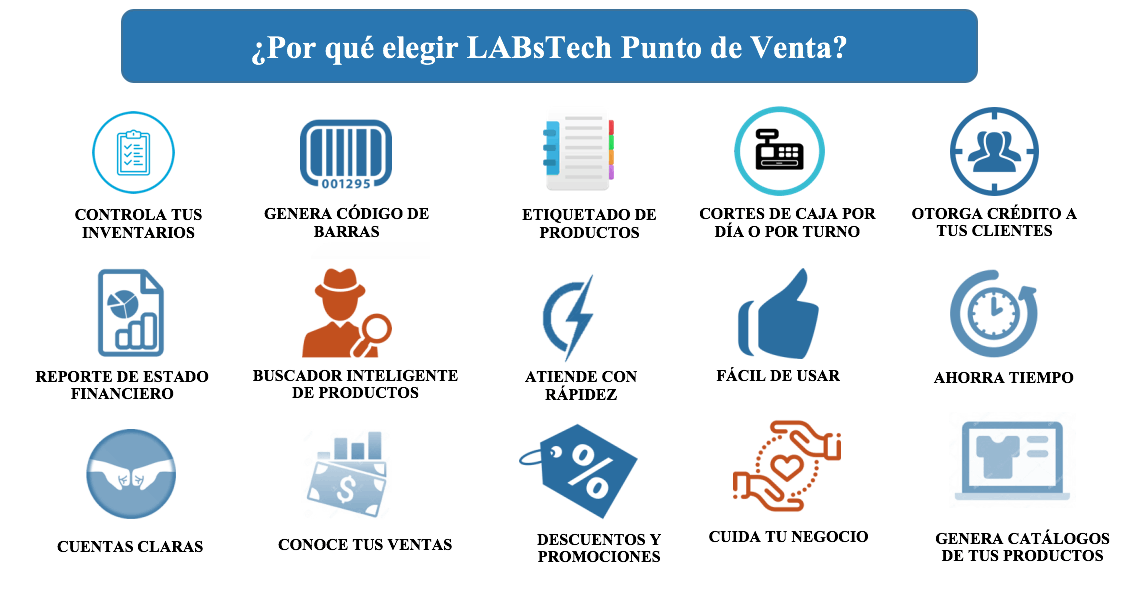 ¿Por qué elegir LABsTech Punto de Venta?
001295
CONTROLA TUS
INVENTARIOS
GENERA CÓDIGO DE
BARRAS
ETIQUETADO DE
PRODUCTOS
CORTES DE CAJA POR
DÍA O POR TURNO
OTORGA CRÉDITO A
TUS CLIENTES
REPORTE DE ESTADO
FINANCIERO
BUSCADOR INTELIGENTE
DE PRODUCTOS
ATIENDE CON
RÁPIDEZ
FÁCIL DE USAR
AHORRA TIEMPO
$
%
CUENTAS CLARAS
CONOCE TUS VENTAS
DESCUENTOS Y
PROMOCIONES
CUIDA TU NEGOCIO
GENERA CATÁLOGOS
DE TUS PRODUCTOS